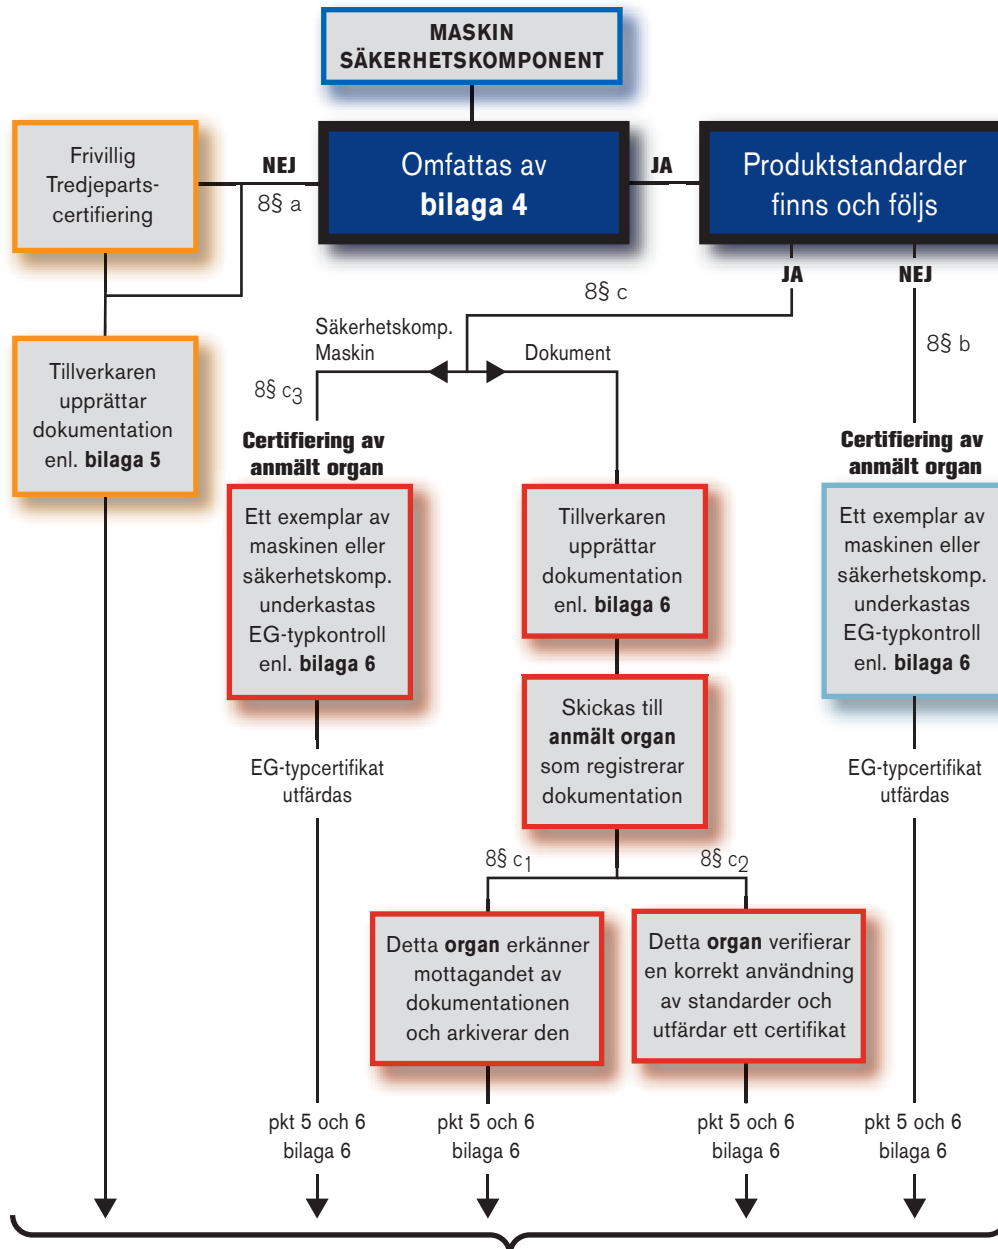 MASKIN
SÄKERHETSKOMPONENT
Frivillig
Tredjeparts-
certifiering
NEJ
8§ a
Omfattas av
bilaga 4
JA
Produktstandarder
finns och följs
JA
NEJ
8§ c
8§ b
Säkerhetskomp.
Maskin
Dokument
8§ c3
Tillverkaren
upprättar
dokumentation
enl. bilaga 5
Certifiering av
anmält organ
Ett exemplar av
maskinen eller
säkerhetskomp.
underkastas
EG-typkontroll
enl. bilaga 6
EG-typcertifikat
utfärdas
Tillverkaren
upprättar
dokumentation
enl. bilaga 6
Skickas till
anmält organ
som registrerar
dokumentation
Certifiering av
anmält organ
Ett exemplar av
maskinen eller
säkerhetskomp.
underkastas
EG-typkontroll
enl. bilaga 6
EG-typcertifikat
utfärdas
8§ c1
8§ c2
Detta organ erkänner
mottagandet av
dokumentationen
och arkiverar den
Detta organ verifierar
en korrekt användning
av standarder och
utfärdar ett certifikat
pkt 5 och 6
bilaga 6
pkt 5 och 6
bilaga 6
pkt 5 och 6
bilaga 6
pkt 5 och 6
bilaga 6